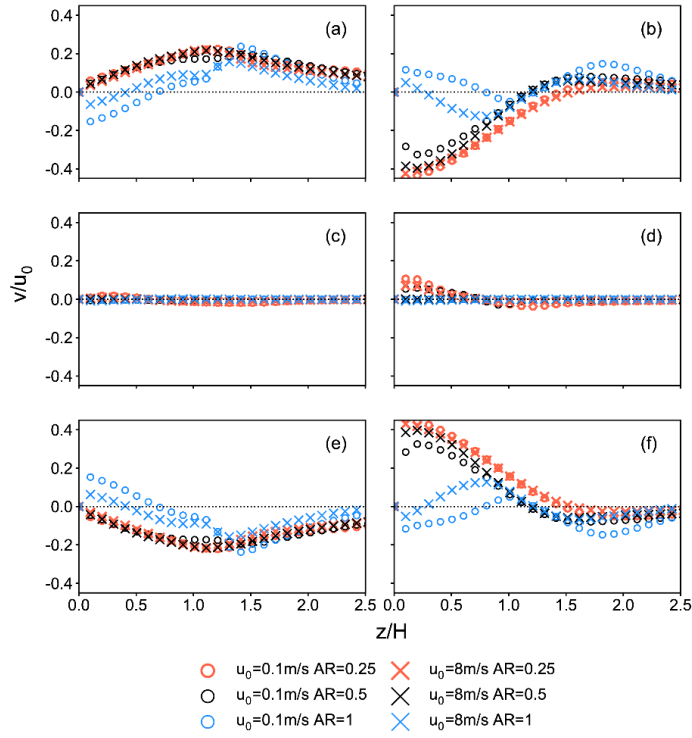 0.4
0.2
0.0
-0.2
-0.4
(a)
(b)
0.4
0.2
0.0
-0.2
-0.4
(c)
(d)
v/u0
0.4
0.2
0.0
-0.2
-0.4
(e)
(f)
0.0 0.5 1.0 1.5 2.0 2.5
0.0 0.5 1.0 1.5 2.0 2.5
z/H
u0=0.1m/s AR=0.25
u0=8m/s AR=0.25
u0=0.1m/s AR=0.5
u0=8m/s AR=0.5
u0=0.1m/s AR=1
u0=8m/s AR=1